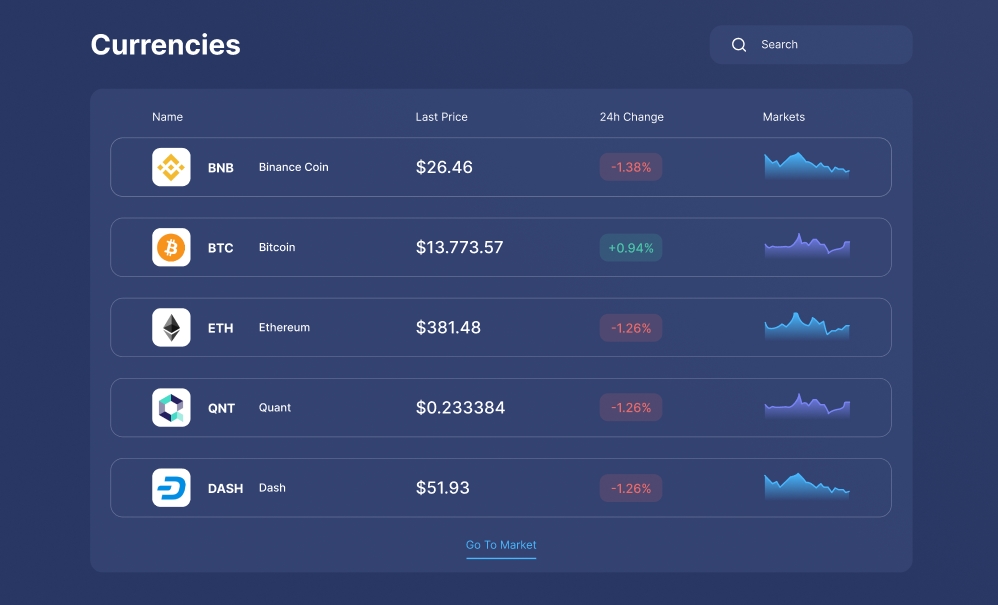 Currencies
Search
Name Last Price 24h Change Markets
BNB Binance Coin $26.46 -1.38%
BTC Bitcoin $13.773.57 +0.94%
ETH Ethereum $381.48 -1.26%
QNT Quant $0.233384 -1.26%
DASH Dash $51.93 -1.26%
Go To Market